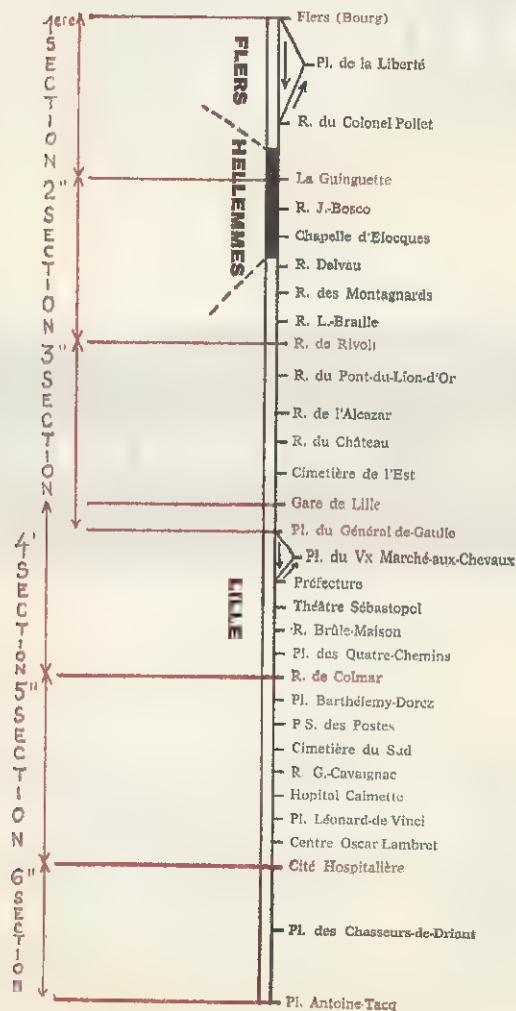 1ère SECTION
2" SECTION
3" SECTION
4' SECTION
5" SECTION
6" SECTION
FLERS
HELLEMMES
LILLE
Flers (Bourg)
Pl. de la Liberté
R. du Colonel Pollet
La Guinguette
R. J.-Bosco
Chapelle d'Elocques
R. Delvau
R. des Montagnards
R. L.-Braille
R. de Rivoli
R. du Pont-du-Lion-d'Or
R. de l'Alcazar
R. du Château
Cimetière de l'Est
Gare de Lille
Pl. du Général-de-Gaulle
Pl. du Vx Marché-aux-Chevaux
Préfecture
Théâtre Sébastopol
R. Brûle-Maison
Pl. des Quatre-Chemins
R. de Colmar
Pl. Barthélemy-Dorez
P.S. des Postes
Cimetière du Sud
R. G.-Cavaignac
Hopital Calmette
Pl. Léonard-de-Vinci
Centre Oscar-Lambret
Cité Hospitalière
Pl. des Chasseurs-de-Driant
Pl. Antoine-Tacq